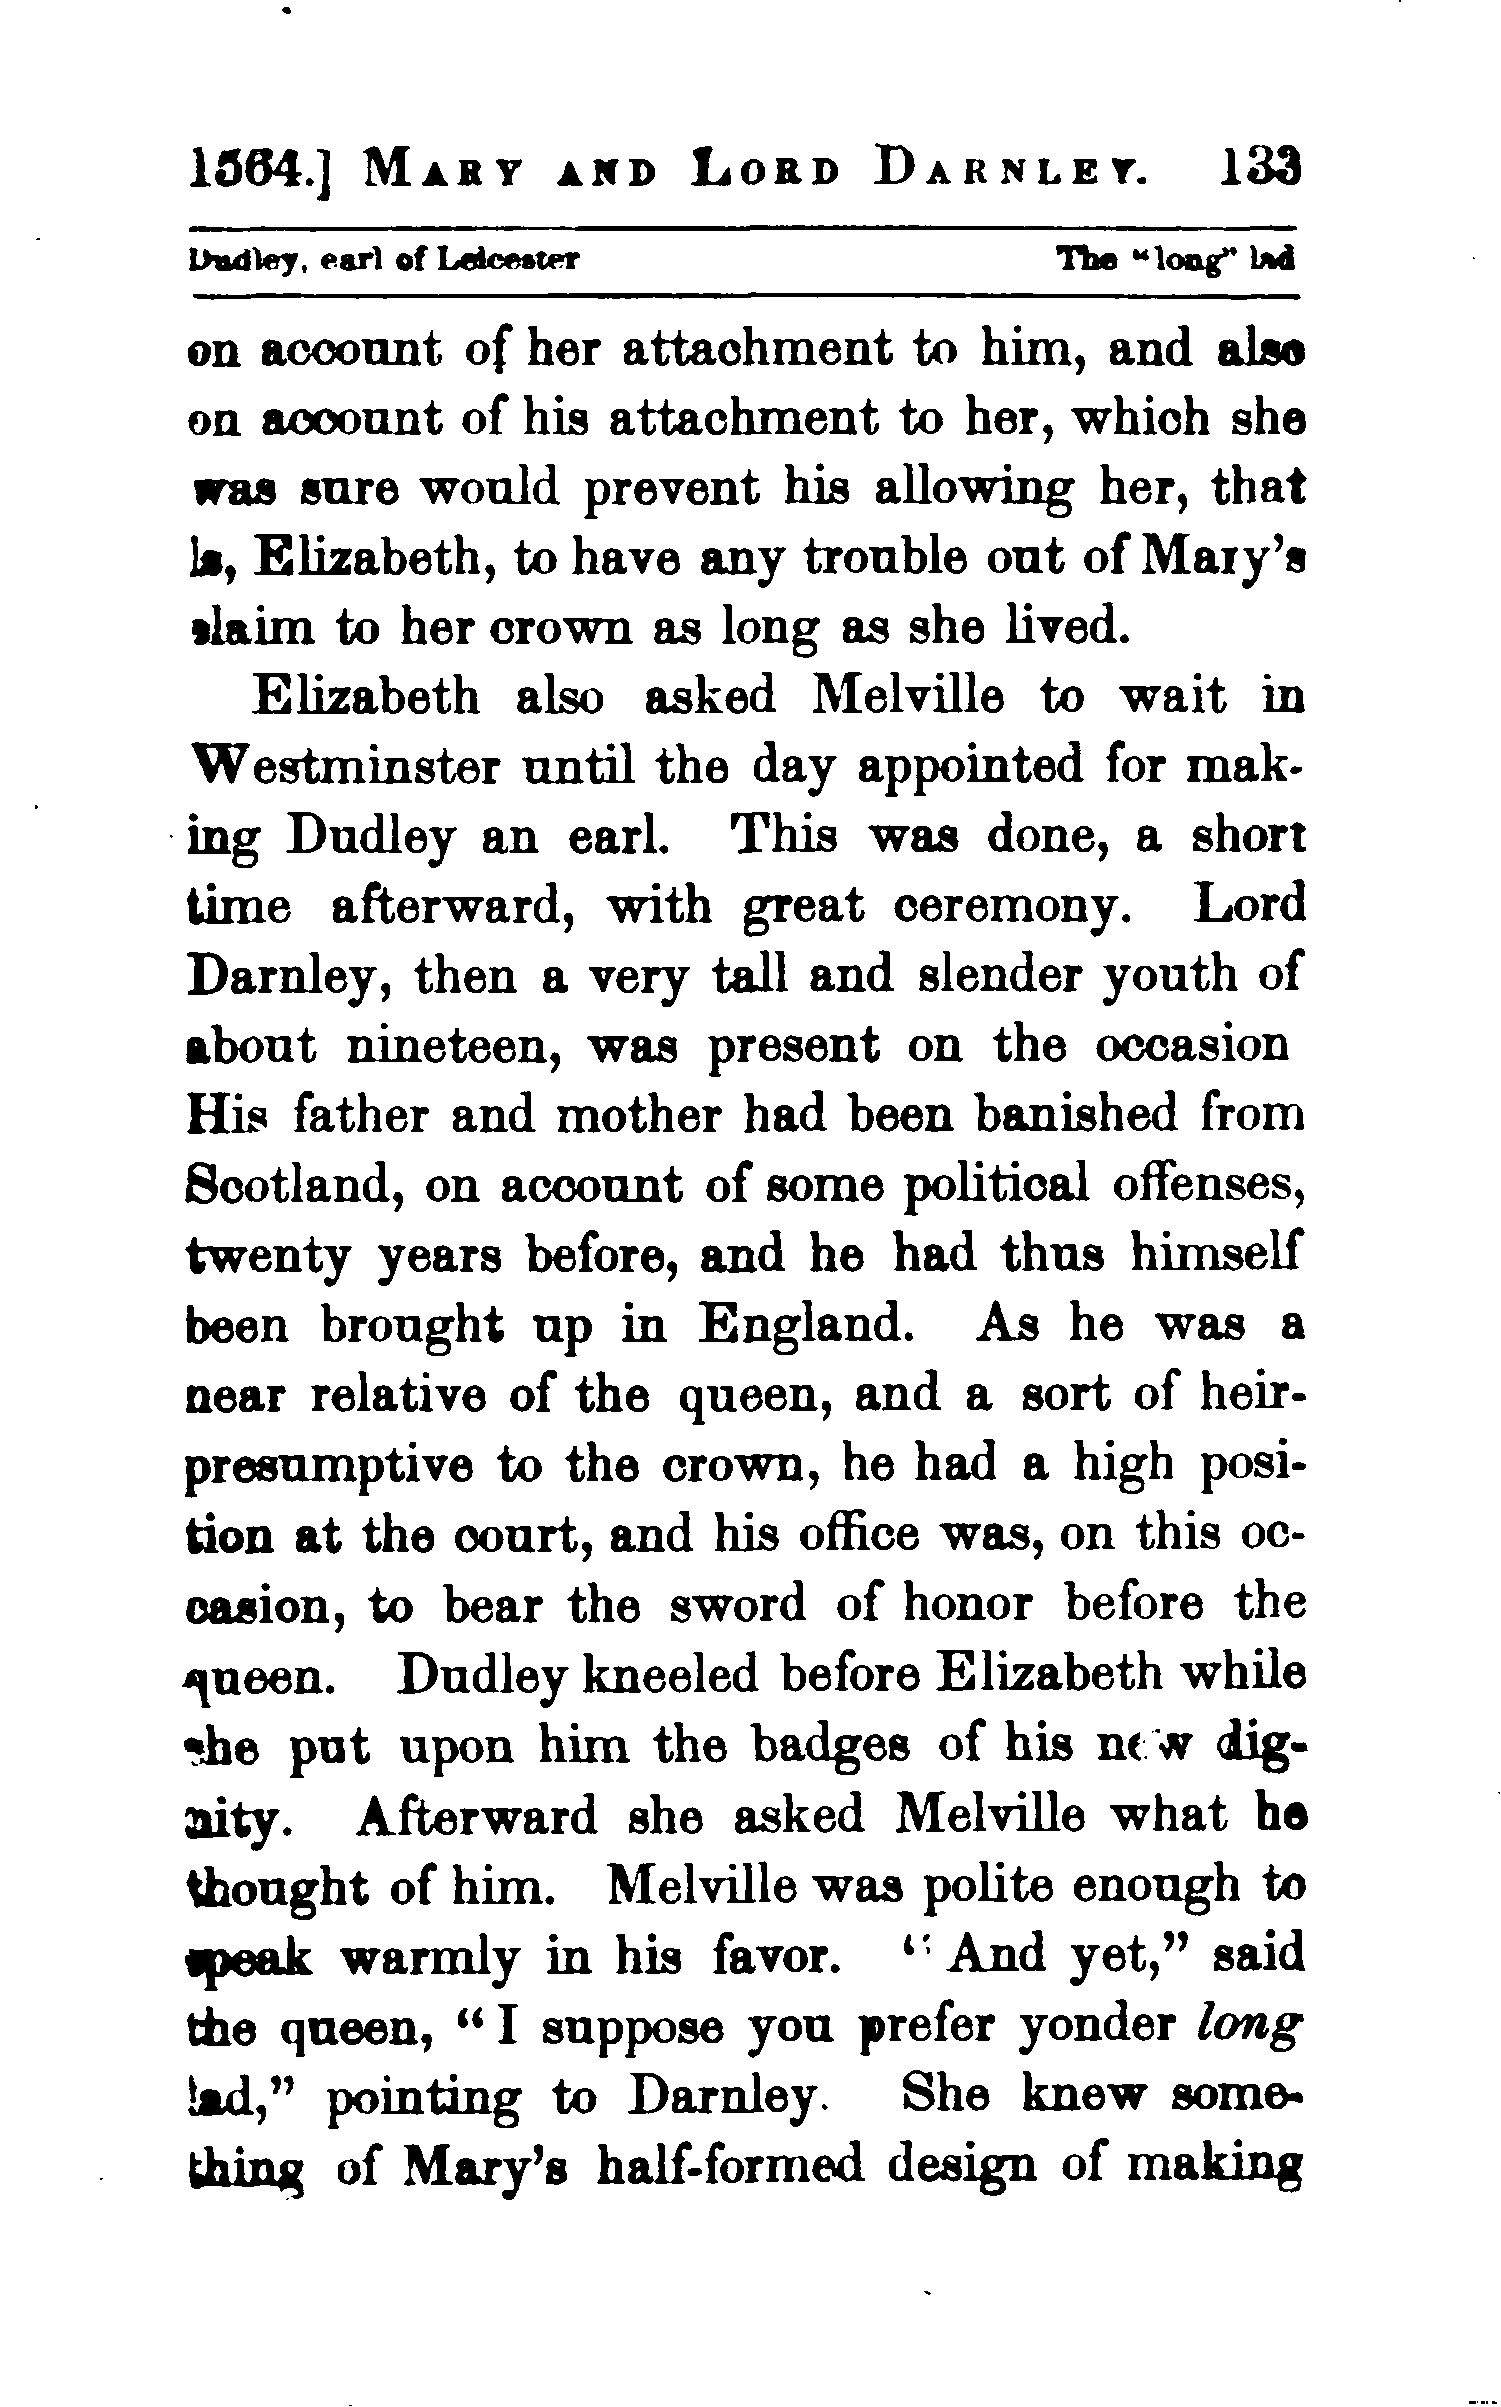 1564.] MARY AND LORD DARNLEY. 133
Dudley, earl of Leicester The "long" lad
on account of her attachment to him, and also
on account of his attachment to her, which she
was sure would prevent his allowing her, that
is, Elizabeth, to have any trouble out of Mary's
claim to her crown as long as she lived.
Elizabeth also asked Melville to wait in
Westminster until the day appointed for mak-
ing Dudley an earl. This was done, a short
time afterward, with great ceremony. Lord
Darnley, then a very tall and slender youth of
about nineteen, was present on the occasion
His father and mother had been banished from
Scotland, on account of some political offenses,
twenty years before, and he had thus himself
been brought up in England. As he was a
near relative of the queen, and a sort of heir-
presumptive to the crown, he had a high posi-
tion at the court, and his office was, on this oc-
casion, to bear the sword of honor before the
queen. Dudley kneeled before Elizabeth while
she put upon him the badges of his new dig-
nity. Afterward she asked Melville what he
thought of him. Melville was polite enough to
speak warmly in his favor. "And yet," said
the queen, "I suppose you prefer yonder long
lad," pointing to Darnley. She knew some-
thing of Mary's half-formed design of making